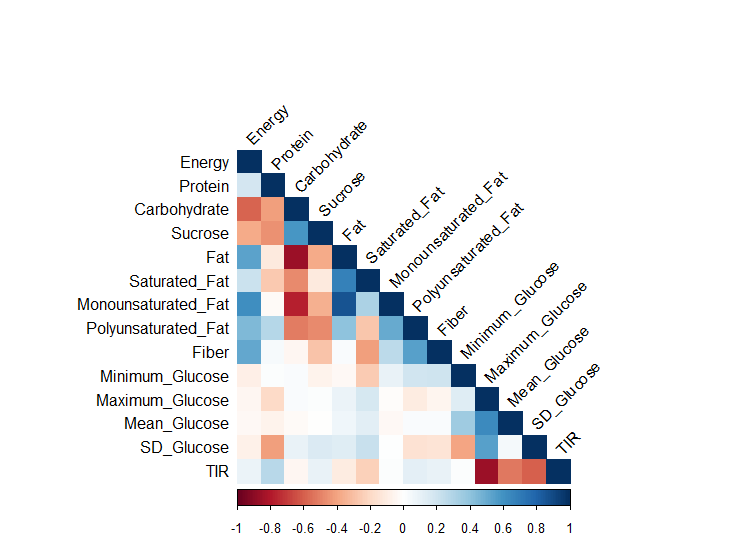 Energy
Protein
Carbohydrate
Sucrose
Fat
Saturated_Fat
Monounsaturated_Fat
Polyunsaturated_Fat
Fiber
Minimum_Glucose
Maximum_Glucose
Mean_Glucose
SD_Glucose
TIR
Energy
Protein
Carbohydrate
Sucrose
Fat
Saturated_Fat
Monounsaturated_Fat
Polyunsaturated_Fat
Fiber
Minimum_Glucose
Maximum_Glucose
Mean_Glucose
SD_Glucose
TIR
-1 -0.8 -0.6 -0.4 -0.2 0 0.2 0.4 0.6 0.8 1